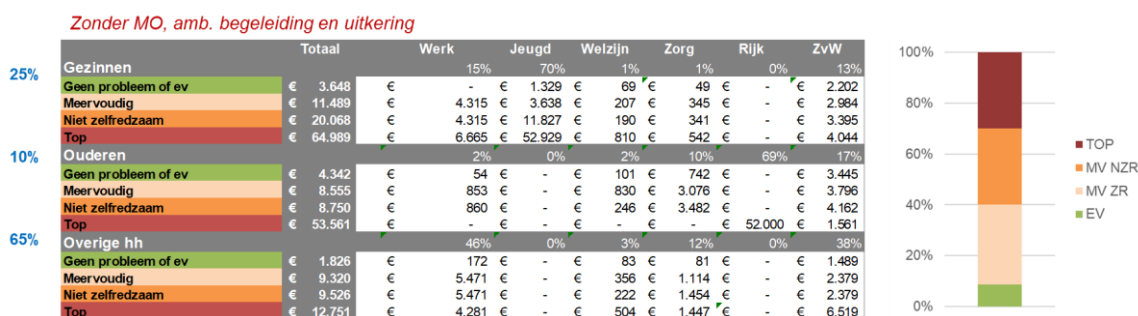 Zonder MO, amb. begeleiding en uitkering
Totaal Werk Jeugd Welzijn Zorg Rijk ZvW
25% Gezinnen 15% 70% 1% 1% 0% 13%
Geen probleem of ev € 3.648 € - € 1.329 € 69 € 49 € - € 2.202
Meervoudig € 11.489 € 4.315 € 3.638 € 207 € 345 € - € 2.984
Niet zelfredzaam € 20.068 € 4.315 € 11.827 € 190 € 341 € - € 3.395
Top € 64.989 € 6.665 € 52.929 € 810 € 542 € - € 4.044
10% Ouderen 2% 0% 2% 10% 69% 17%
Geen probleem of ev € 4.342 € 54 € - € 101 € 742 € - € 3.445
Meervoudig € 8.555 € 853 € - € 830 € 3.076 € - € 3.796
Niet zelfredzaam € 8.750 € 860 € - € 246 € 3.482 € - € 4.162
Top € 53.561 € - € - € - € - € 52.000 € 1.561
65% Overige hh 46% 0% 3% 12% 0% 38%
Geen probleem of ev € 1.826 € 172 € - € 83 € 81 € - € 1.489
Meervoudig € 9.320 € 5.471 € - € 356 € 1.114 € - € 2.379
Niet zelfredzaam € 9.526 € 5.471 € - € 222 € 1.454 € - € 2.379
Top € 12.751 € 4.281 € - € 504 € 1.447 € - € 6.519
100%
80%
60%
40%
20%
0%
TOP
MV NZR
MV ZR
EV